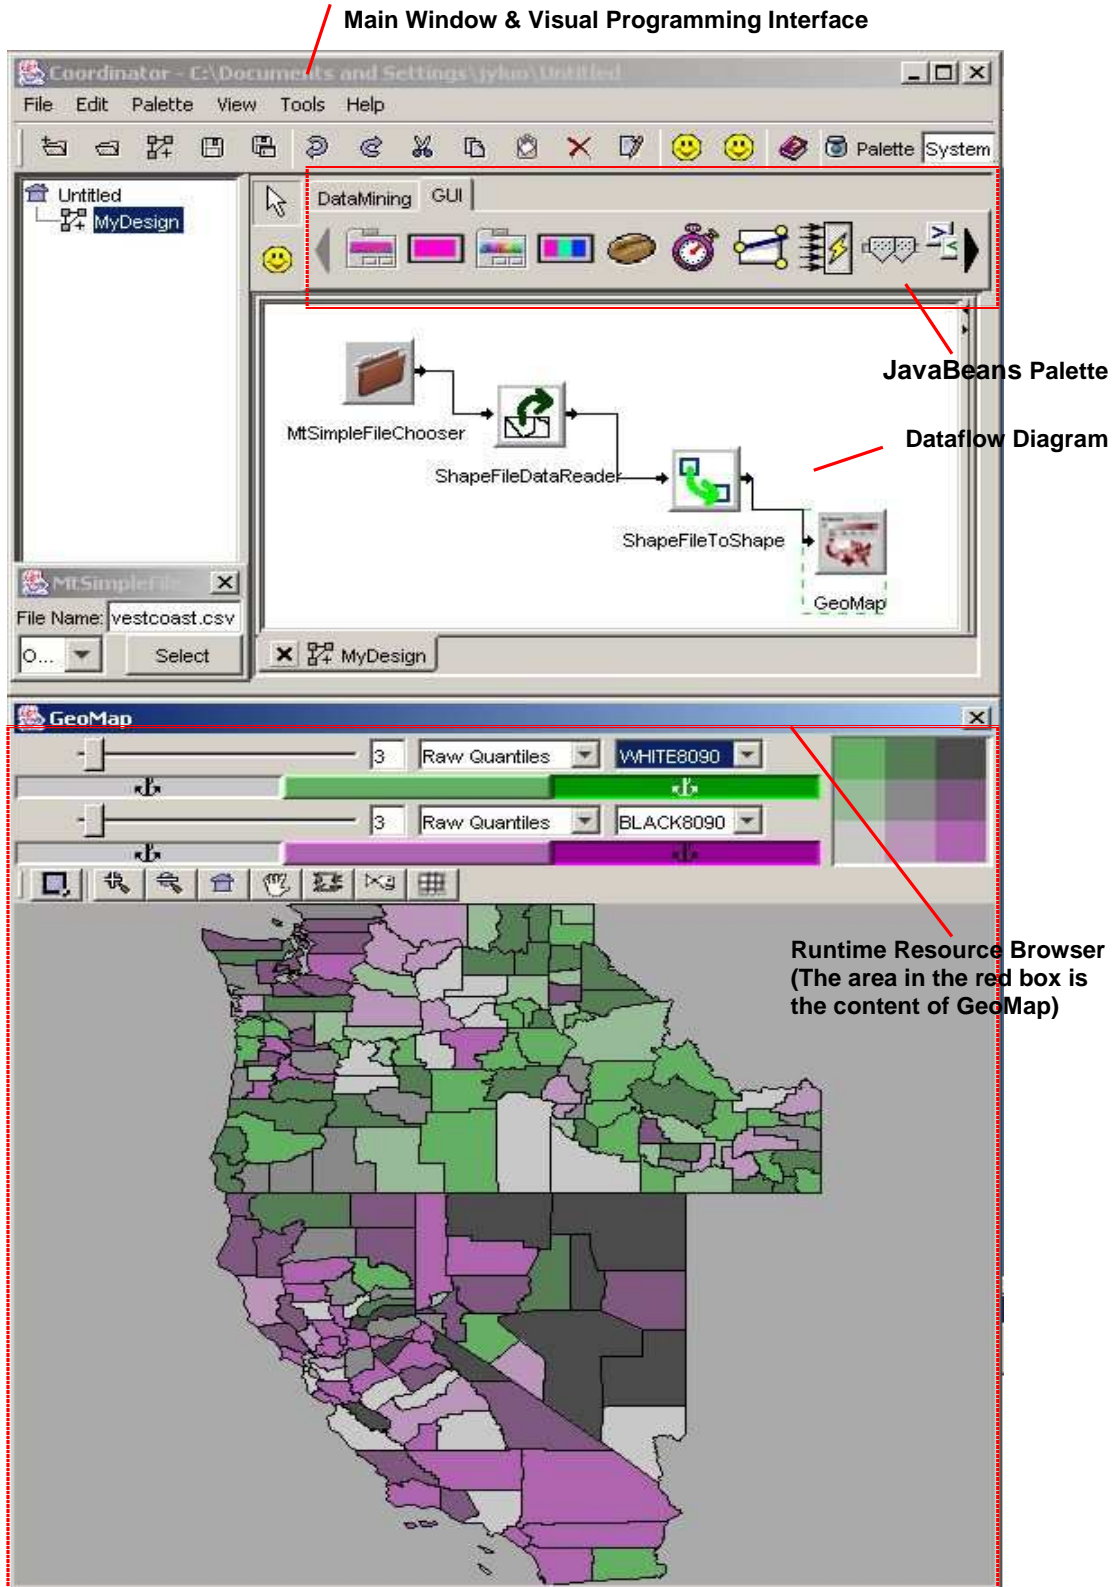 Main Window & Visual Programming Interface
Coordinator - C:\Documents and Settings\jyluo\Untitled
File Edit Palette View Tools Help
Palette System
Untitled
MyDesign
DataMining GUI
JavaBeans Palette
MtSimpleFileChooser
Dataflow Diagram
ShapeFileDataReader
ShapeFileToShape
GeoMap
MtSimpleFile
File Name: vestcoast.csv
O... Select
MyDesign
GeoMap
3 Raw Quantiles WHITE8090
3 Raw Quantiles BLACK8090
Runtime Resource Browser
(The area in the red box is
the content of GeoMap)